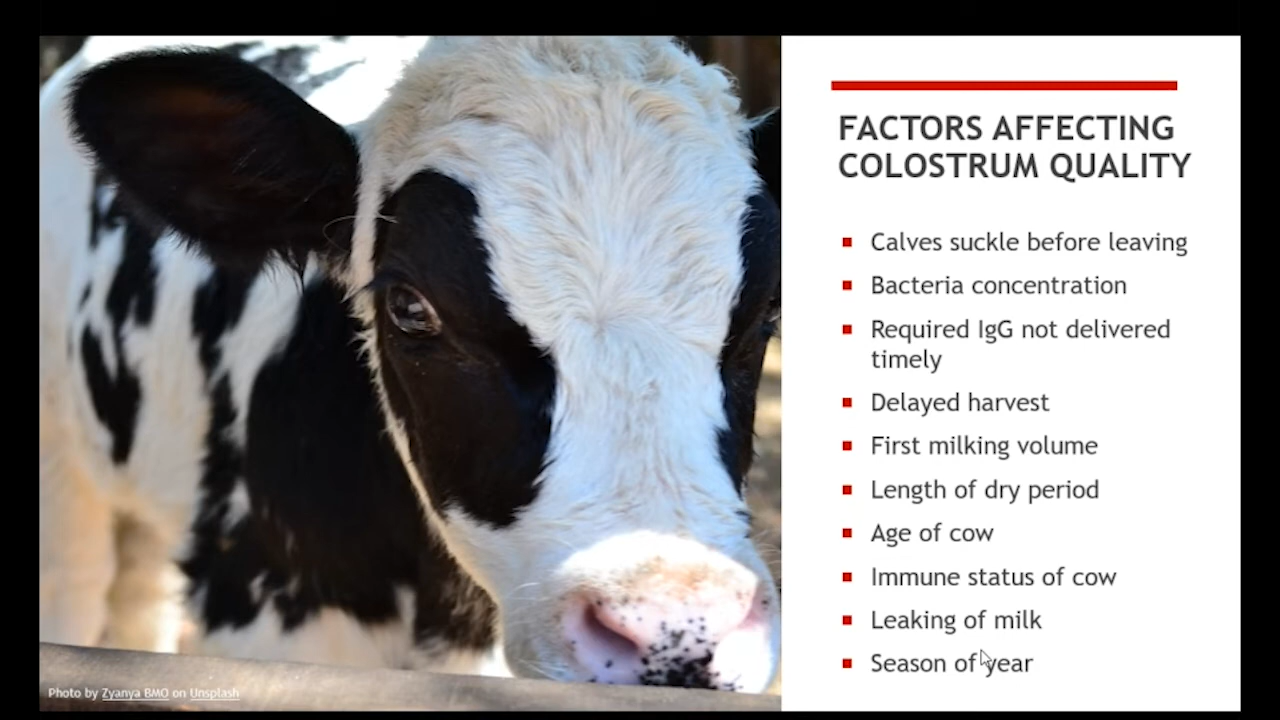 FACTORS AFFECTING
COLOSTRUM QUALITY
Calves suckle before leaving
Bacteria concentration
Required IgG not delivered
timely
Delayed harvest
First milking volume
Length of dry period
Age of cow
Immune status of cow
Leaking of milk
Season of year
Photo by Zyanya BMO on Unsplash